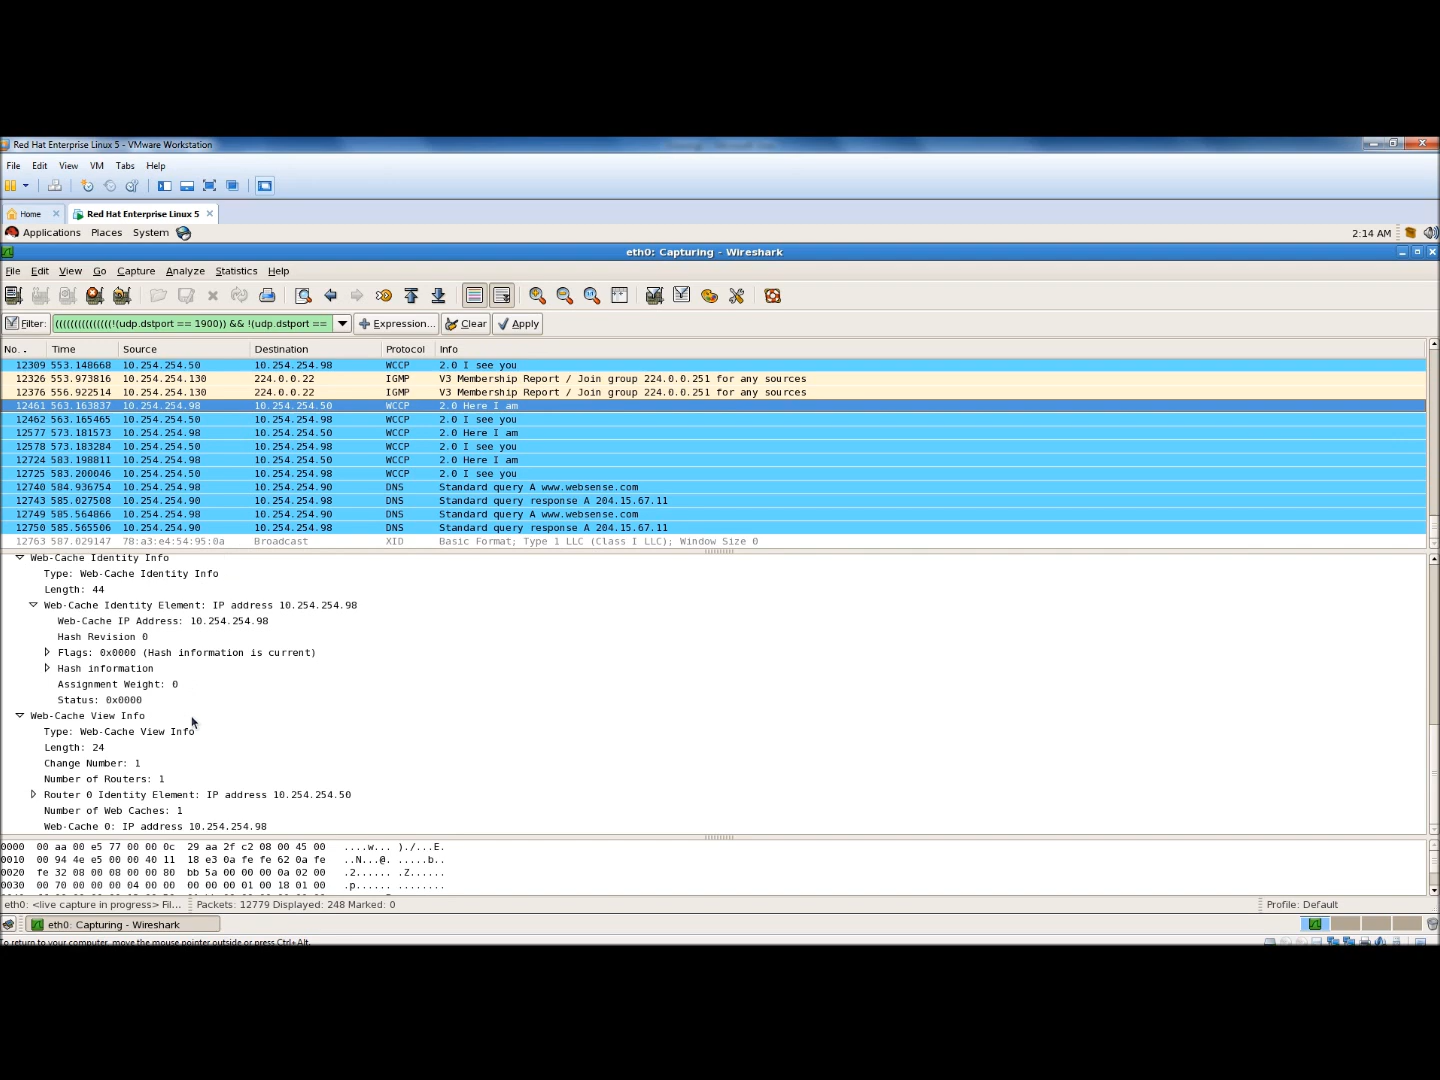 Red Hat Enterprise Linux 5 - VMware Workstation
File Edit View VM Tabs Help
Home Red Hat Enterprise Linux 5
Applications Places System 2:14 AM
eth0: Capturing - Wireshark
File Edit View Go Capture Analyze Statistics Help
Filter: (((((((((((((((!(udp.dstport == 1900)) && !(udp.dstport == Expression... Clear Apply
No. . Time Source Destination Protocol Info
12309 553.148668 10.254.254.50 10.254.254.98 WCCP 2.0 I see you
12326 553.973816 10.254.254.130 224.0.0.22 IGMP V3 Membership Report / Join group 224.0.0.251 for any sources
12376 556.922514 10.254.254.130 224.0.0.22 IGMP V3 Membership Report / Join group 224.0.0.251 for any sources
12461 563.163837 10.254.254.98 10.254.254.50 WCCP 2.0 Here I am
12462 563.165465 10.254.254.50 10.254.254.98 WCCP 2.0 I see you
12577 573.181573 10.254.254.98 10.254.254.50 WCCP 2.0 Here I am
12578 573.183284 10.254.254.50 10.254.254.98 WCCP 2.0 I see you
12724 583.198811 10.254.254.98 10.254.254.50 WCCP 2.0 Here I am
12725 583.200046 10.254.254.50 10.254.254.98 WCCP 2.0 I see you
12740 584.936754 10.254.254.98 10.254.254.90 DNS Standard query A www.websense.com
12743 585.027508 10.254.254.90 10.254.254.98 DNS Standard query response A 204.15.67.11
12749 585.564866 10.254.254.98 10.254.254.90 DNS Standard query A www.websense.com
12750 585.565506 10.254.254.90 10.254.254.98 DNS Standard query response A 204.15.67.11
12763 587.029147 78:a3:e4:54:95:0a Broadcast XID Basic Format; Type 1 LLC (Class I LLC); Window Size 0
Web-Cache Identity Info
Type: Web-Cache Identity Info
Length: 44
Web-Cache Identity Element: IP address 10.254.254.98
Web-Cache IP Address: 10.254.254.98
Hash Revision 0
Flags: 0x0000 (Hash information is current)
Hash information
Assignment Weight: 0
Status: 0x0000
Web-Cache View Info
Type: Web-Cache View Info
Length: 24
Change Number: 1
Number of Routers: 1
Router 0 Identity Element: IP address 10.254.254.50
Number of Web Caches: 1
Web-Cache 0: IP address 10.254.254.98
0000 00 aa 00 e5 77 00 00 0c 29 aa 2f c2 08 00 45 00 ....w... )./...E.
0010 00 94 4e e5 00 00 40 11 18 e3 0a fe fe 62 0a fe ..N...@. .....b..
0020 fe 32 08 00 08 00 00 80 bb 5a 00 00 00 0a 02 00 .2...... .Z......
0030 00 70 00 00 00 04 00 00 00 00 00 01 00 18 01 00 .p...... ........
eth0: <live capture in progress> Fil... Packets: 12779 Displayed: 248 Marked: 0 Profile: Default
eth0: Capturing - Wireshark
To return to your computer, move the mouse pointer outside or press Ctrl+Alt.